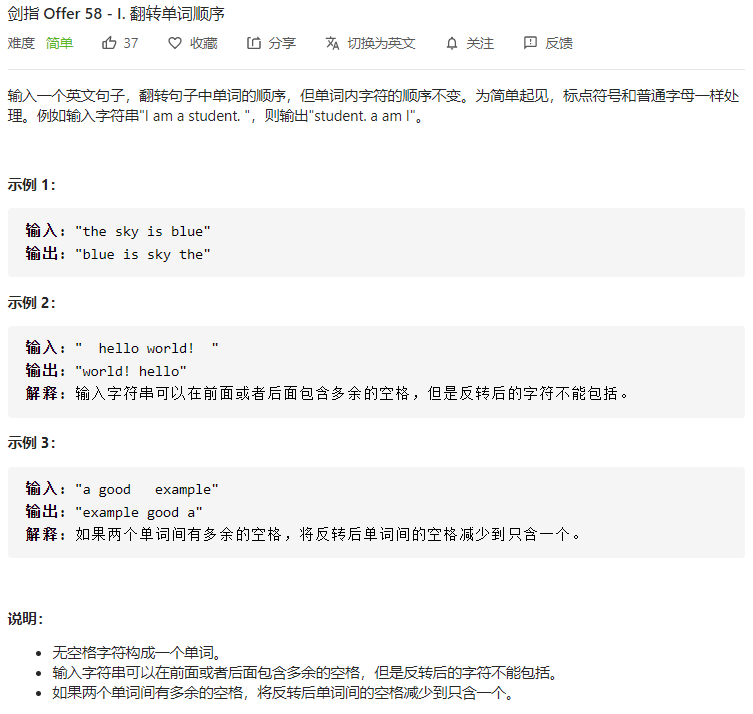 剑指 Offer 58 - I. 翻转单词顺序
难度 简单 37 收藏 分享 切换为英文 关注 反馈
输入一个英文句子，翻转句子中单词的顺序，但单词内字符的顺序不变。为简单起见，标点符号和普通字母一样处
理。例如输入字符串"I am a student. "，则输出"student. a am I"。
示例 1：
输入: "the sky is blue"
输出: "blue is sky the"
示例 2：
输入: "  hello world!  "
输出: "world! hello"
解释: 输入字符串可以在前面或者后面包含多余的空格，但是反转后的字符不能包括。
示例 3：
输入: "a good   example"
输出: "example good a"
解释: 如果两个单词间有多余的空格，将反转后单词间的空格减少到只含一个。
说明：
• 无空格字符构成一个单词。
• 输入字符串可以在前面或者后面包含多余的空格，但是反转后的字符不能包括。
• 如果两个单词间有多余的空格，将反转后单词间的空格减少到只含一个。